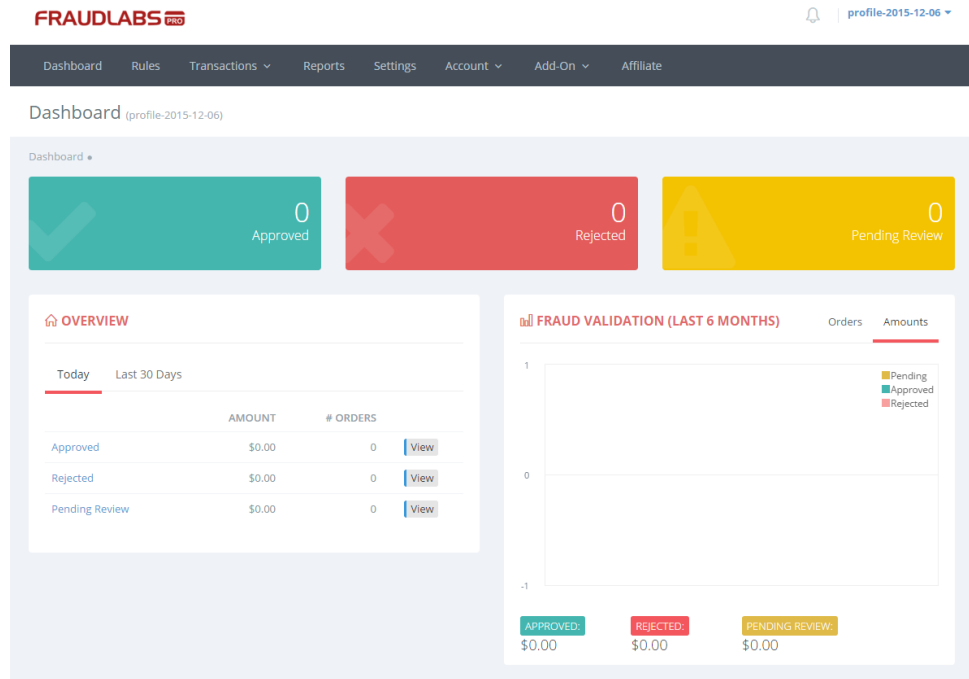 FRAUDLABS PRO
profile-2015-12-06
Dashboard Rules Transactions Reports Settings Account Add-On Affiliate
Dashboard (profile-2015-12-06)
Dashboard
0
Approved
0
Rejected
0
Pending Review
OVERVIEW
Today Last 30 Days
AMOUNT # ORDERS
Approved $0.00 0 View
Rejected $0.00 0 View
Pending Review $0.00 0 View
FRAUD VALIDATION (LAST 6 MONTHS) Orders Amounts
1
Pending
Approved
Rejected
0
-1
APPROVED: REJECTED: PENDING REVIEW:
$0.00 $0.00 $0.00